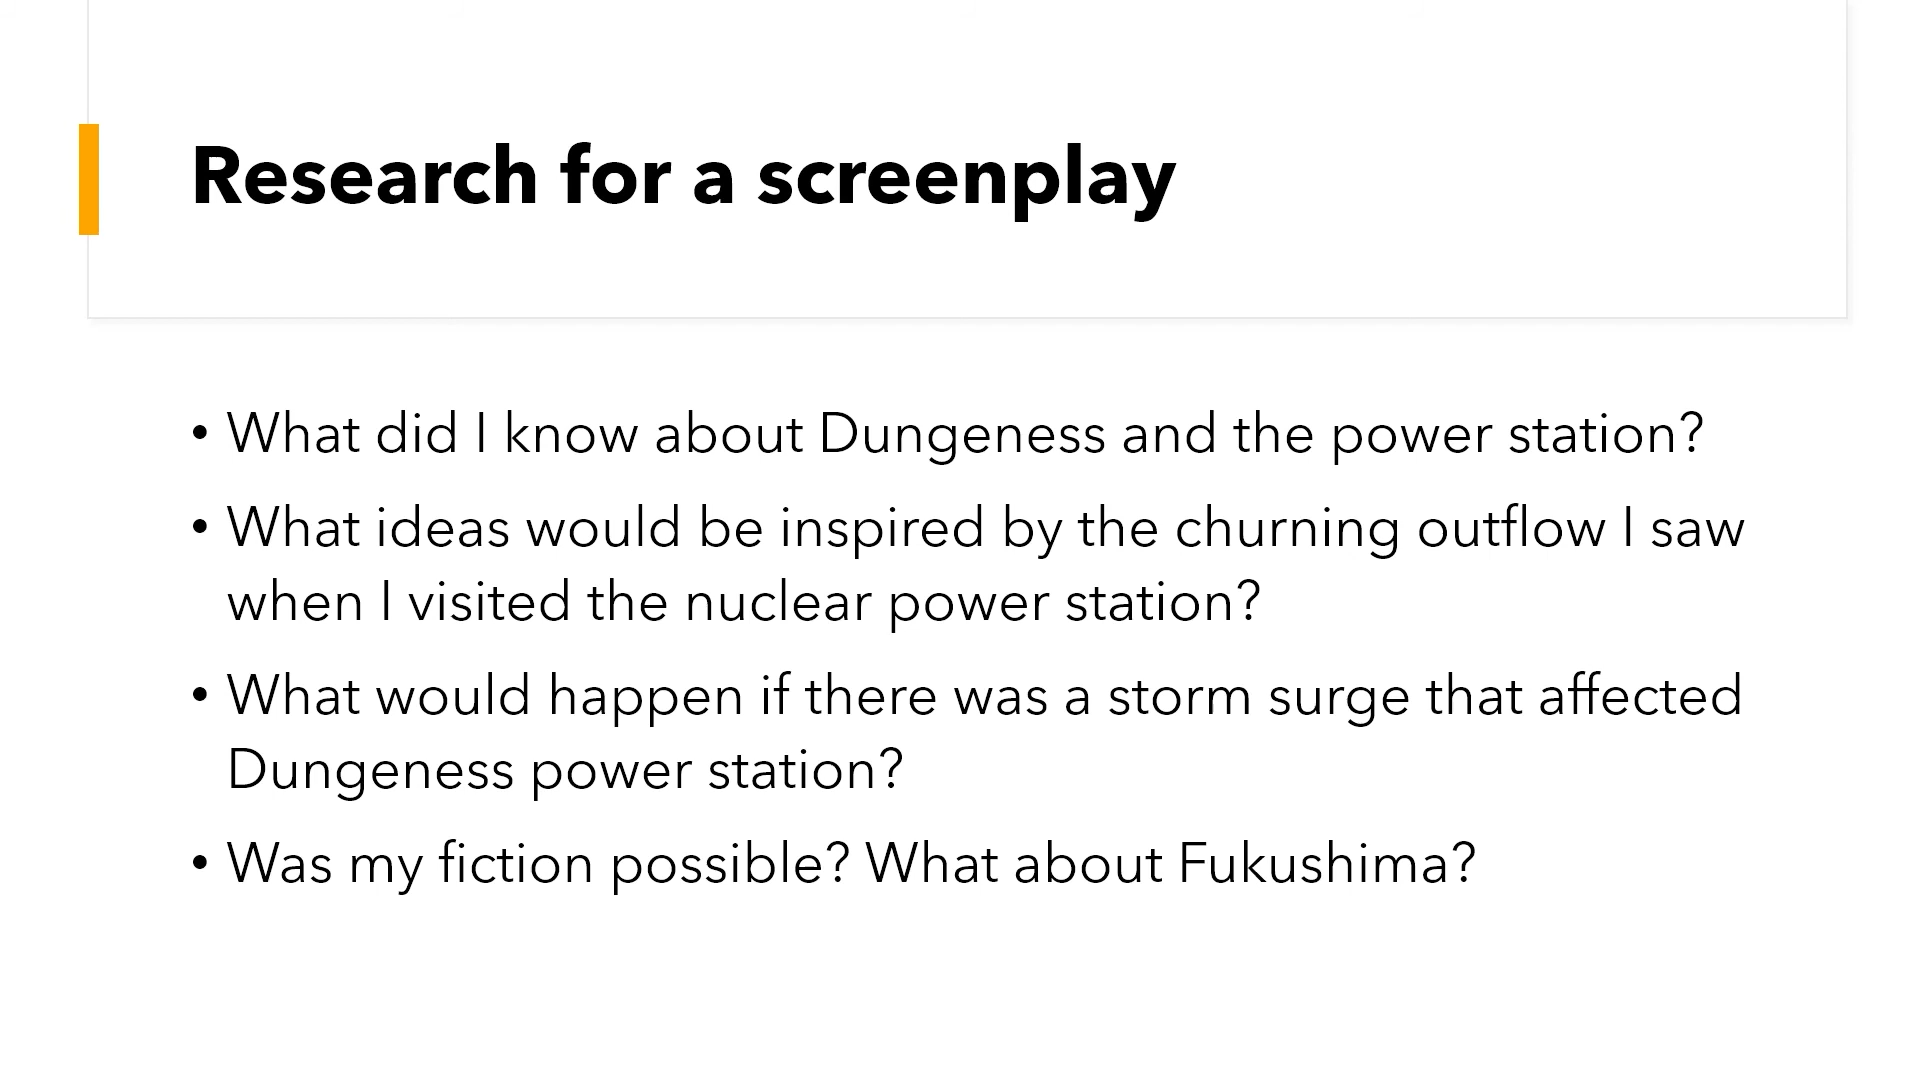 Research for a screenplay
• What did I know about Dungeness and the power station?
• What ideas would be inspired by the churning outflow I saw
when I visited the nuclear power station?
• What would happen if there was a storm surge that affected
Dungeness power station?
• Was my fiction possible? What about Fukushima?